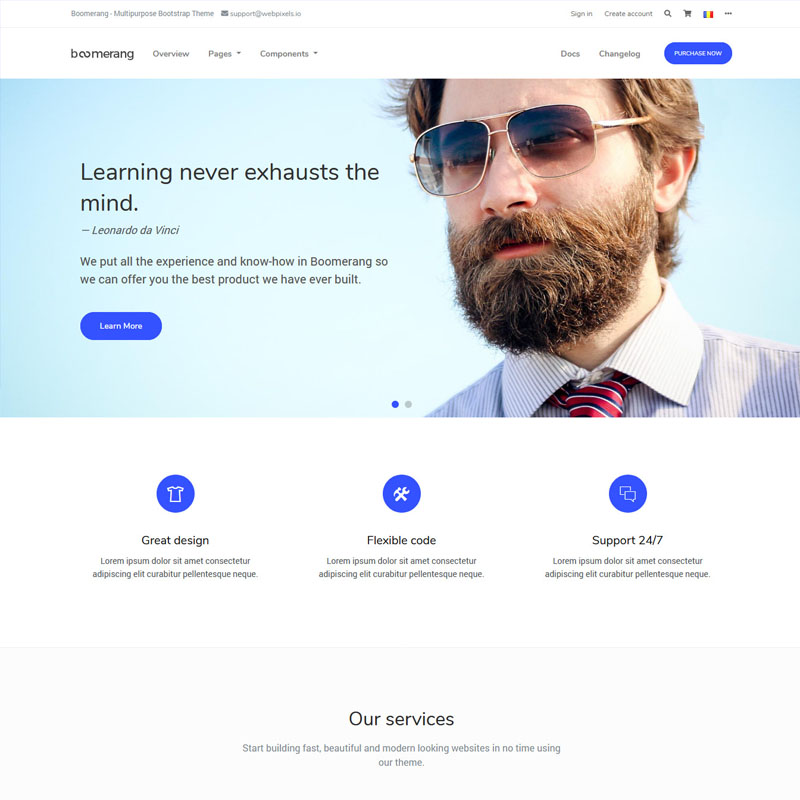 Boomerang - Multipurpose Bootstrap Theme support@webpixels.io Sign in Create account
boomerang Overview Pages Components Docs Changelog PURCHASE NOW
Learning never exhausts the
mind.
— Leonardo da Vinci
We put all the experience and know-how in Boomerang so
we can offer you the best product we have ever built.
Learn More
Great design Flexible code Support 24/7
Lorem ipsum dolor sit amet consectetur Lorem ipsum dolor sit amet consectetur Lorem ipsum dolor sit amet consectetur
adipiscing elit curabitur pellentesque neque. adipiscing elit curabitur pellentesque neque. adipiscing elit curabitur pellentesque neque.
Our services
Start building fast, beautiful and modern looking websites in no time using
our theme.